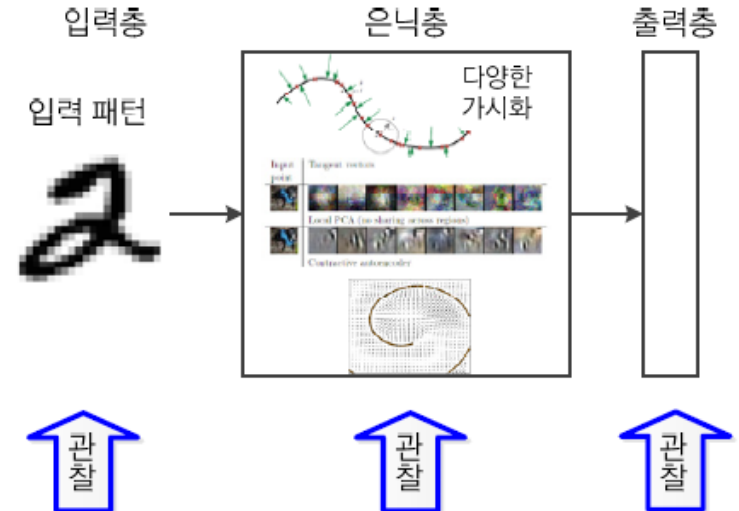 입력층
은닉층
출력층
입력 패턴
다양한
가시화
Input
point
Tangent vectors
Local PCA (no sharing across regions)
Contractive autoencoder
관
찰
관
찰
관
찰